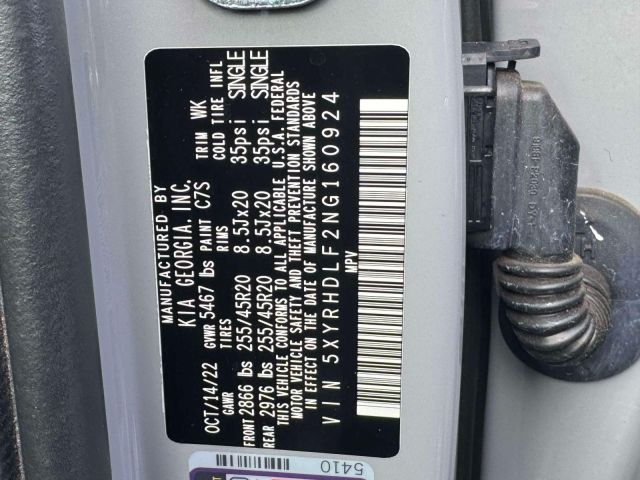 MANUFACTURED BY
KIA GEORGIA, INC.
OCT/14/22 GVWR 5467 lbs PAINT C7S TRIM WK
GAWR TIRES RIMS COLD TIRE INFL
FRONT 2866 lbs 255/45R20 8.5Jx20 35psi SINGLE
REAR 2976 lbs 255/45R20 8.5Jx20 35psi SINGLE
THIS VEHICLE CONFORMS TO ALL APPLICABLE U.S.A. FEDERAL
MOTOR VEHICLE SAFETY AND THEFT PREVENTION STANDARDS
IN EFFECT ON THE DATE OF MANUFACTURE SHOWN ABOVE
VIN 5XYRHDLF2NG160924
MPV
5410